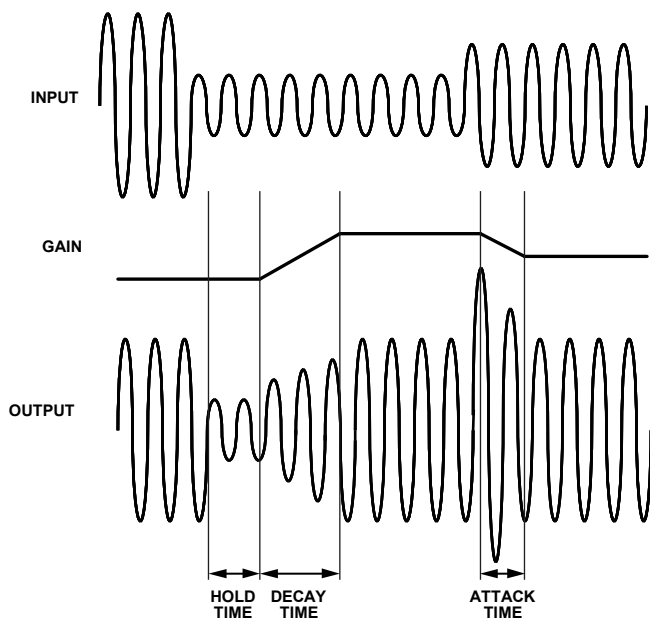 INPUT
GAIN
OUTPUT
HOLD TIME
DECAY TIME
ATTACK TIME